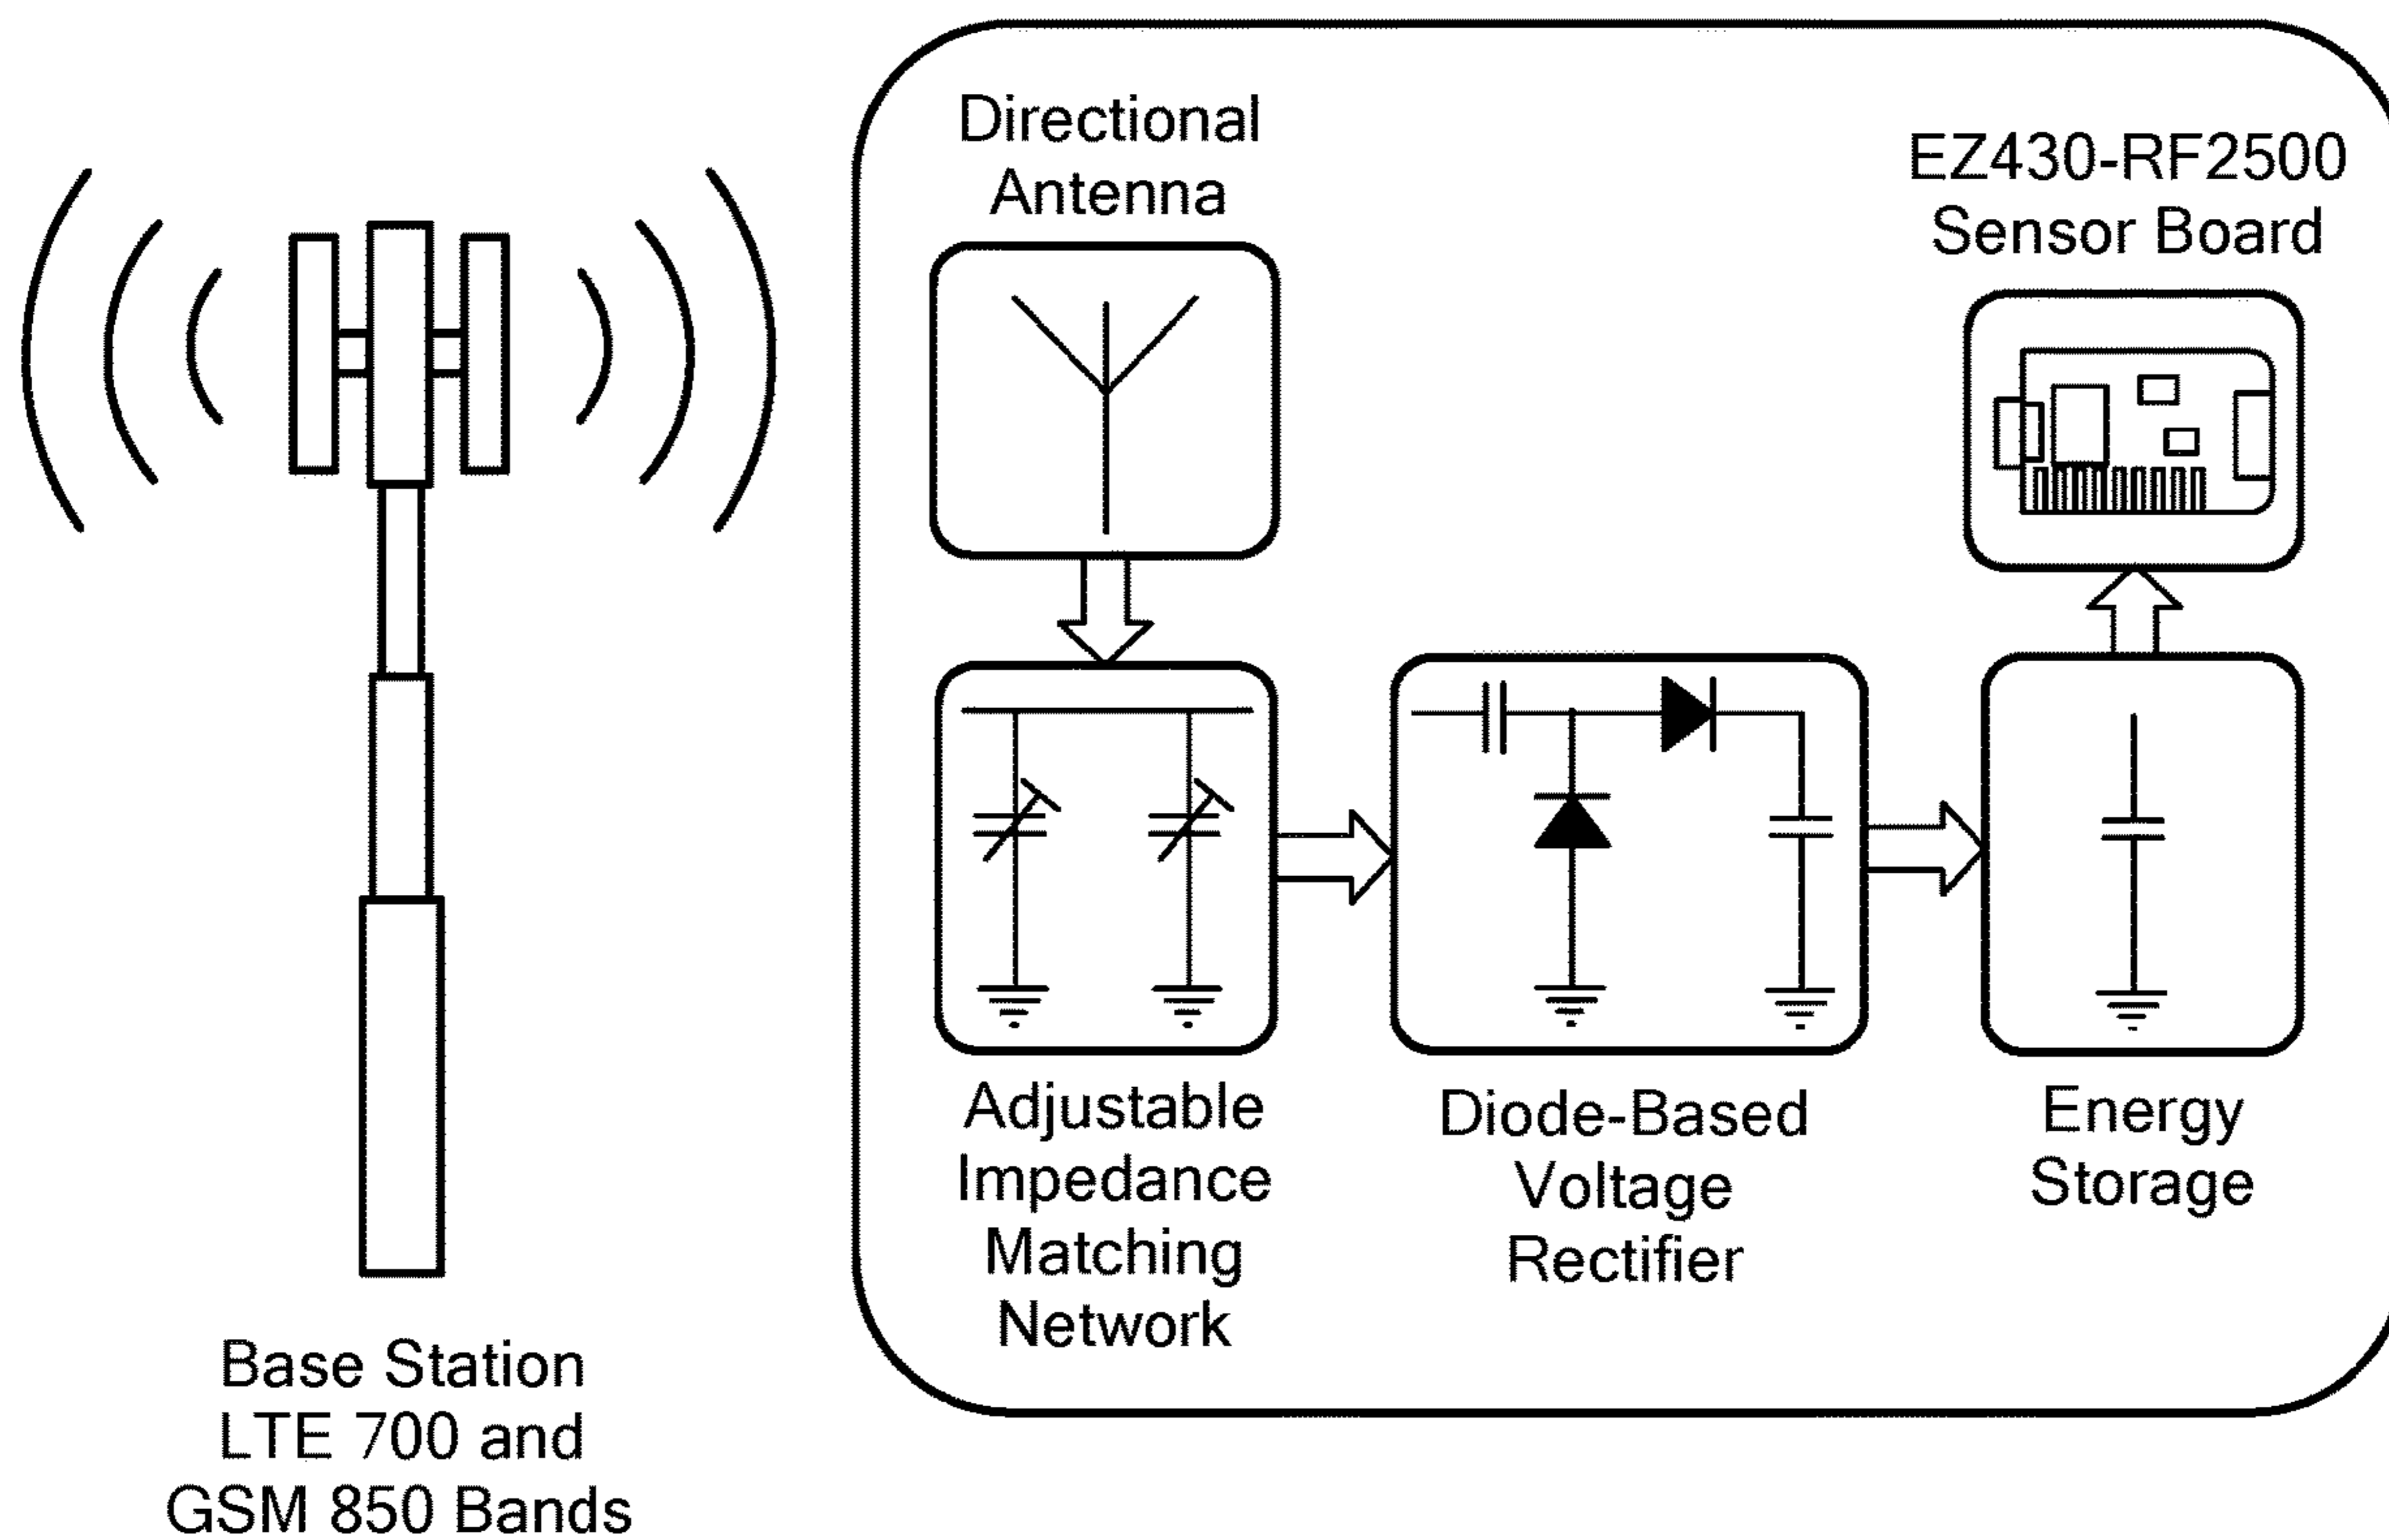 Directional
Antenna
EZ430-RF2500
Sensor Board
Adjustable
Impedance
Matching
Network
Diode-Based
Voltage
Rectifier
Energy
Storage
Base Station
LTE 700 and
GSM 850 Bands